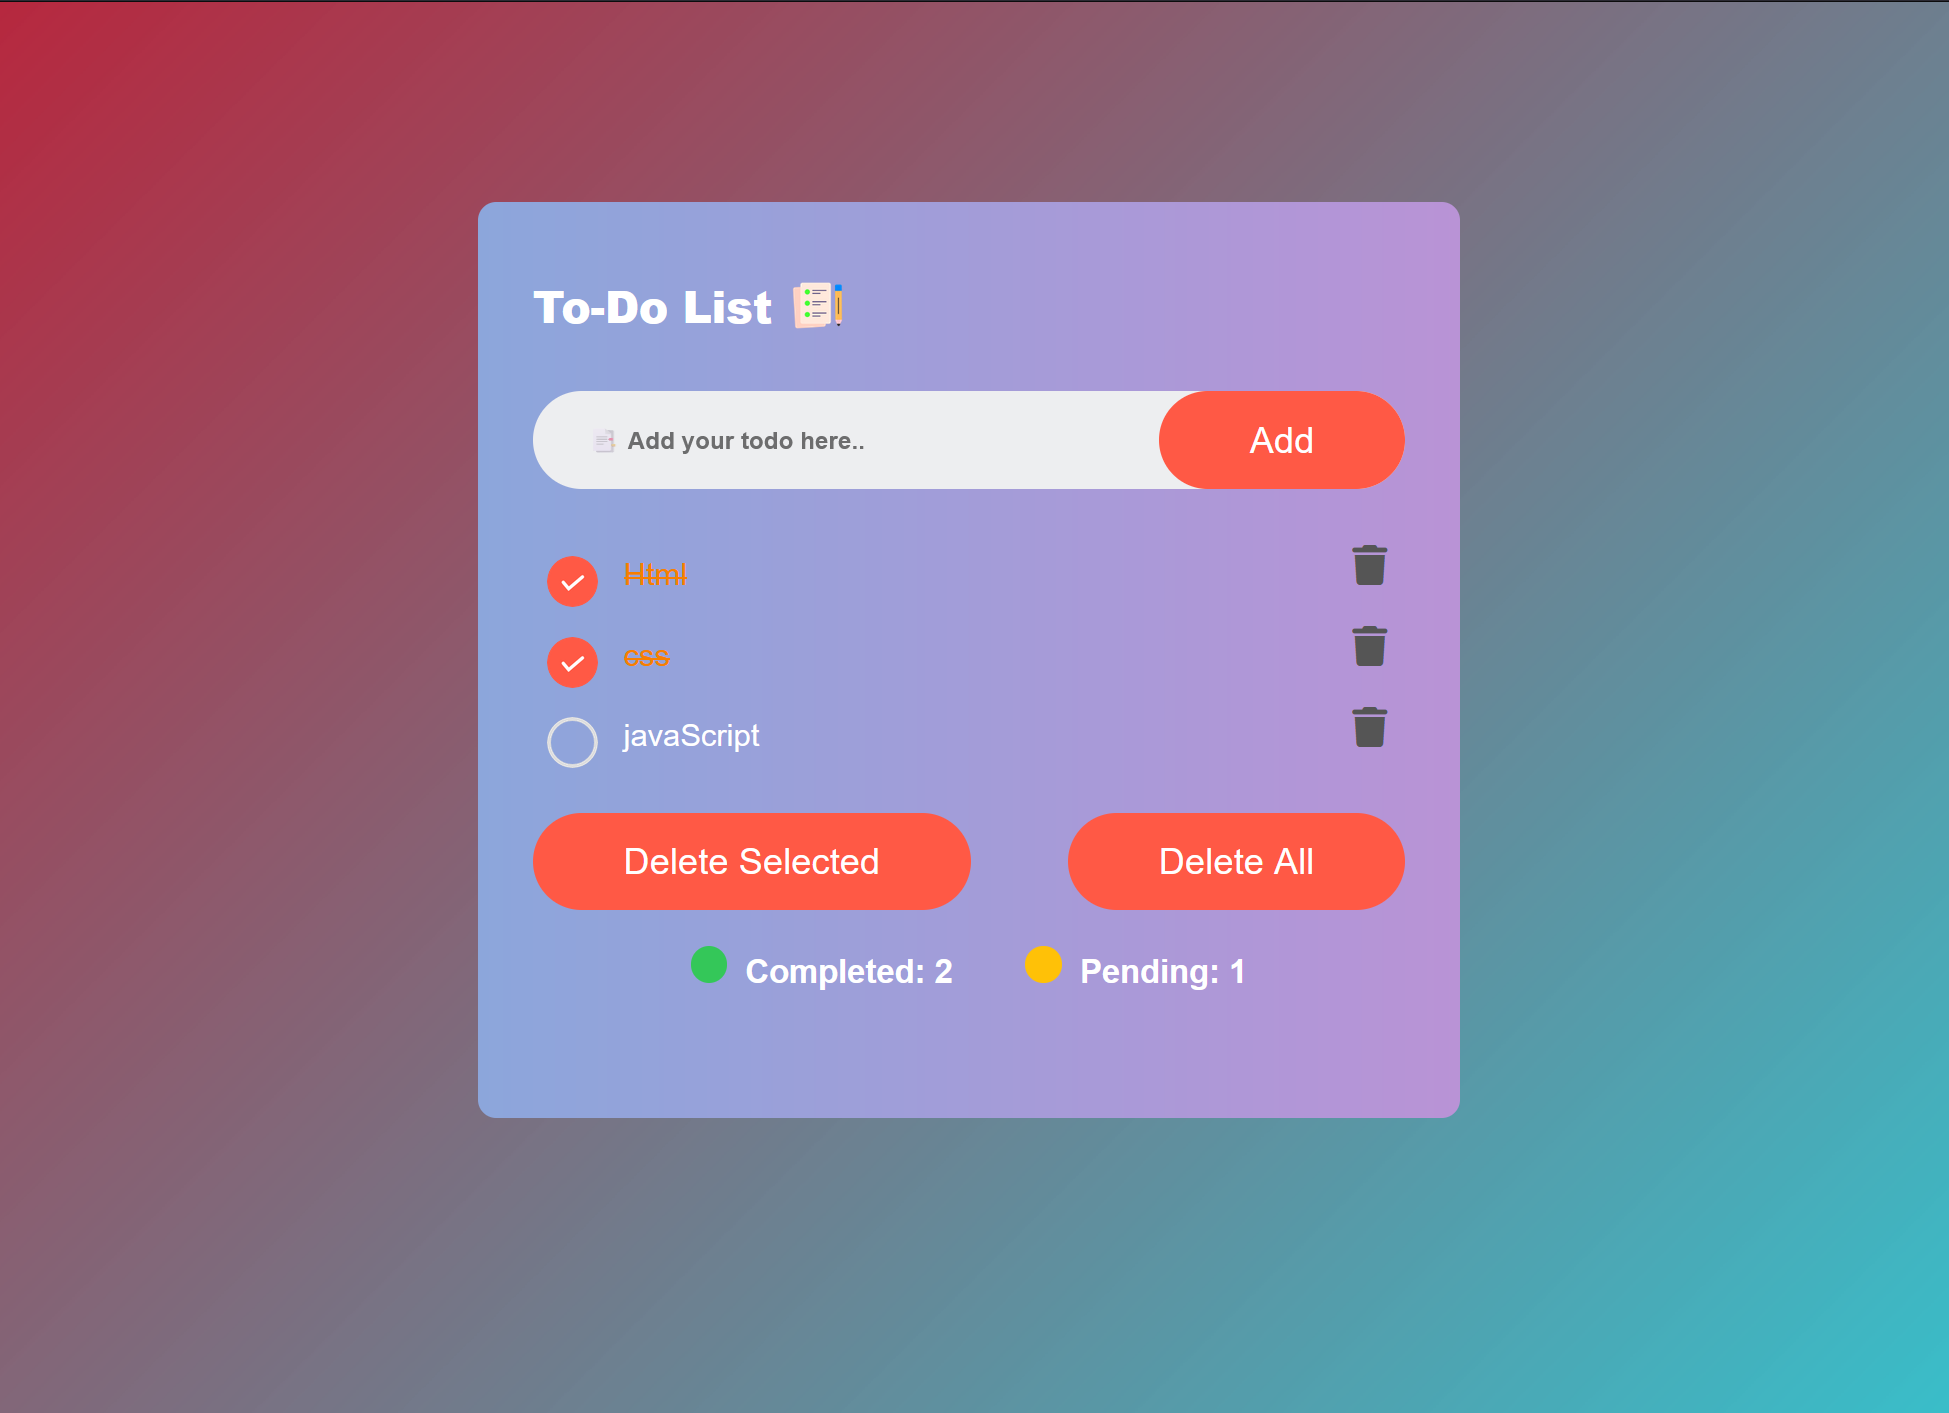 To-Do List
Add your todo here..
Add
Html
css
javaScript
Delete Selected
Delete All
Completed: 2
Pending: 1